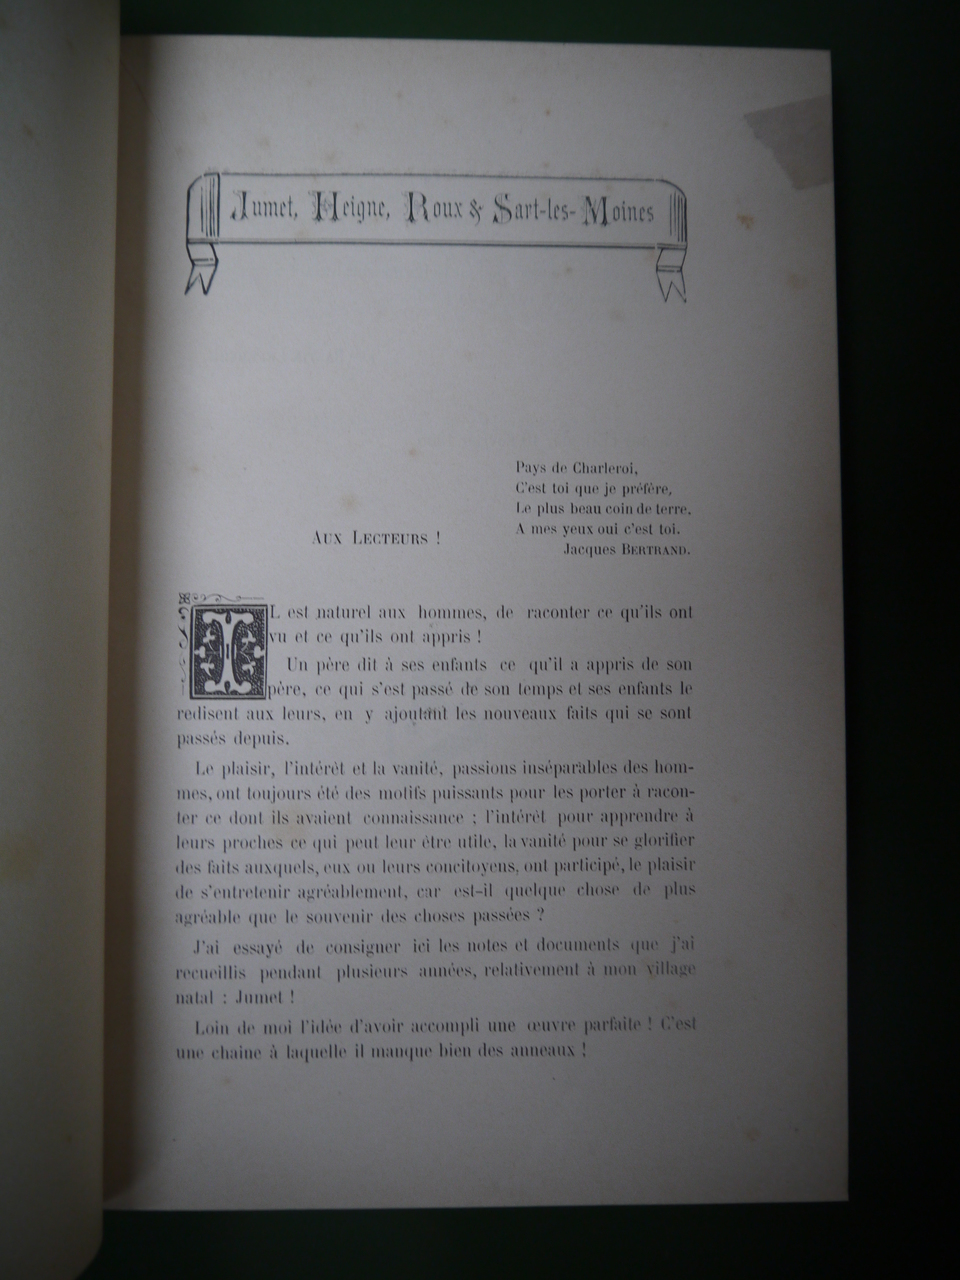 Jumet, Heigne, Roux & Sart-les-Moines
Pays de Charleroi,
C'est toi que je préfère,
Le plus beau coin de terre.
A mes yeux oui c'est toi.
Jacques BERTRAND.
AUX LECTEURS !
IL est naturel aux hommes, de raconter ce qu'ils ont
vu et ce qu'ils ont appris !
Un père dit à ses enfants ce qu'il a appris de son
père, ce qui s'est passé de son temps et ses enfants le
redisent aux leurs, en y ajoutant les nouveaux faits qui se sont
passés depuis.
Le plaisir, l'intérêt et la vanité, passions inséparables des hom-
mes, ont toujours été des motifs puissants pour les porter à racon-
ter ce dont ils avaient connaissance ; l'intérêt pour apprendre à
leurs proches ce qui peut leur être utile, la vanité pour se glorifier
des faits auxquels, eux ou leurs concitoyens, ont participé, le plaisir
de s'entretenir agréablement, car est-il quelque chose de plus
agréable que le souvenir des choses passées ?
J'ai essayé de consigner ici les notes et documents que j'ai
recueillis pendant plusieurs années, relativement à mon village
natal : Jumet !
Loin de moi l'idée d'avoir accompli une œuvre parfaite ! C'est
une chaine à laquelle il manque bien des anneaux !